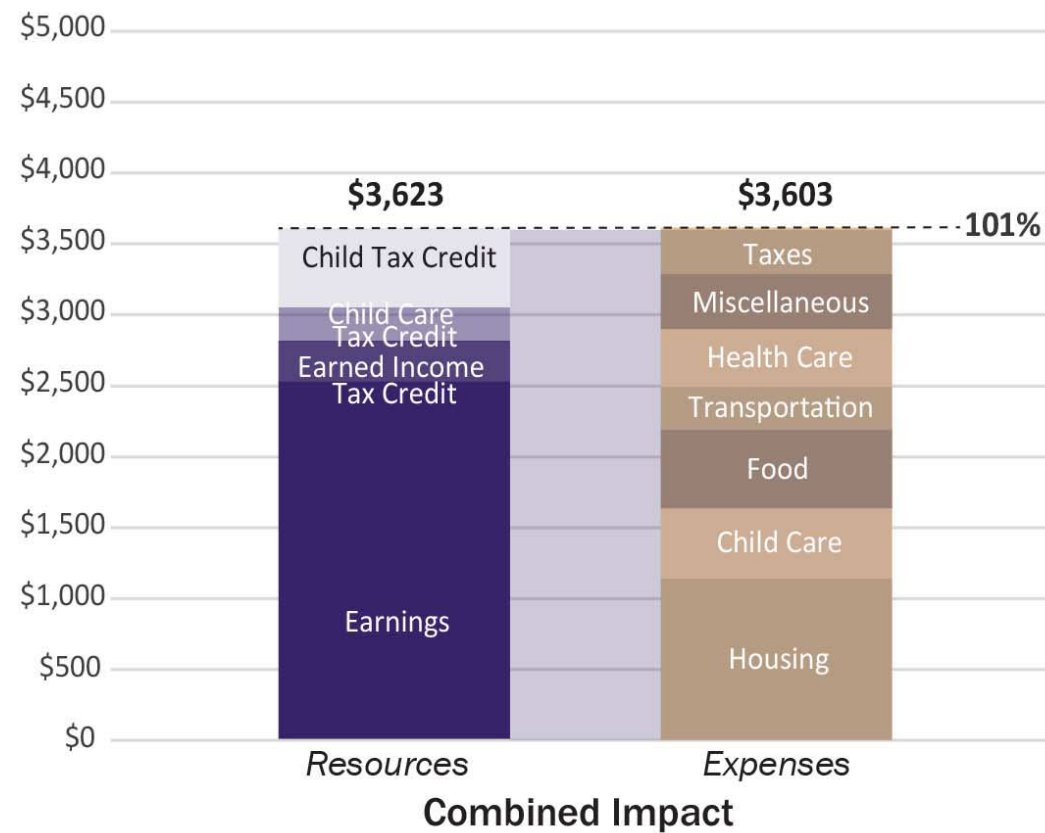 $5,000
$4,500
$4,000
$3,500
$3,000
$2,500
$2,000
$1,500
$1,000
$500
$0
$3,623
$3,603
101%
Child Tax Credit
Child Care
Tax Credit
Earned Income
Tax Credit
Earnings
Taxes
Miscellaneous
Health Care
Transportation
Food
Child Care
Housing
Resources
Expenses
Combined Impact